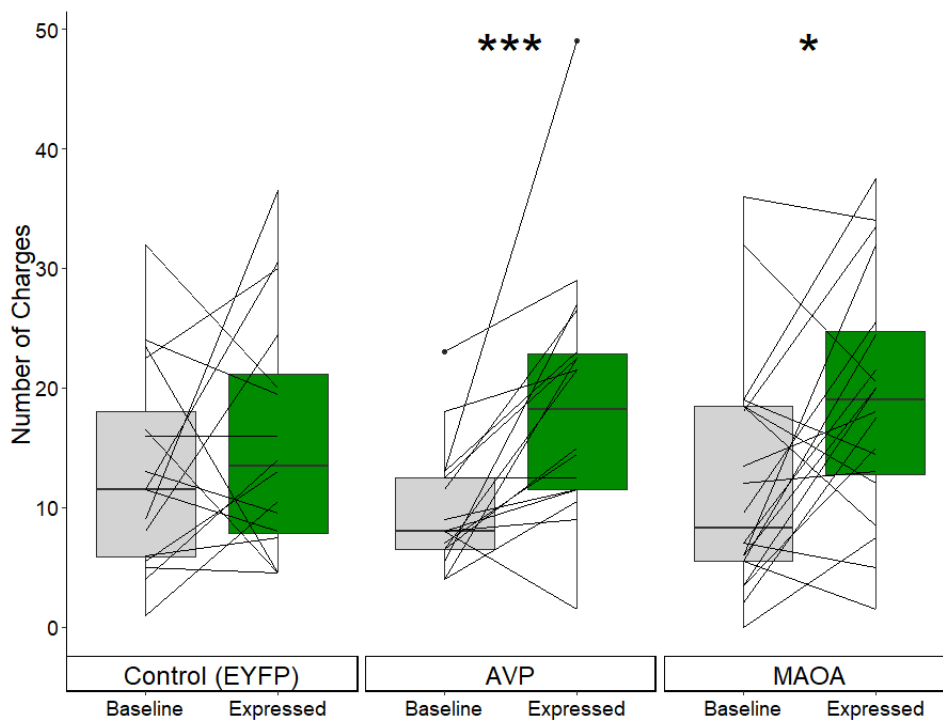 50
*** *
40
30
20
10
0
Number of Charges
Control (EYFP) AVP MAOA
Baseline Expressed Baseline Expressed Baseline Expressed